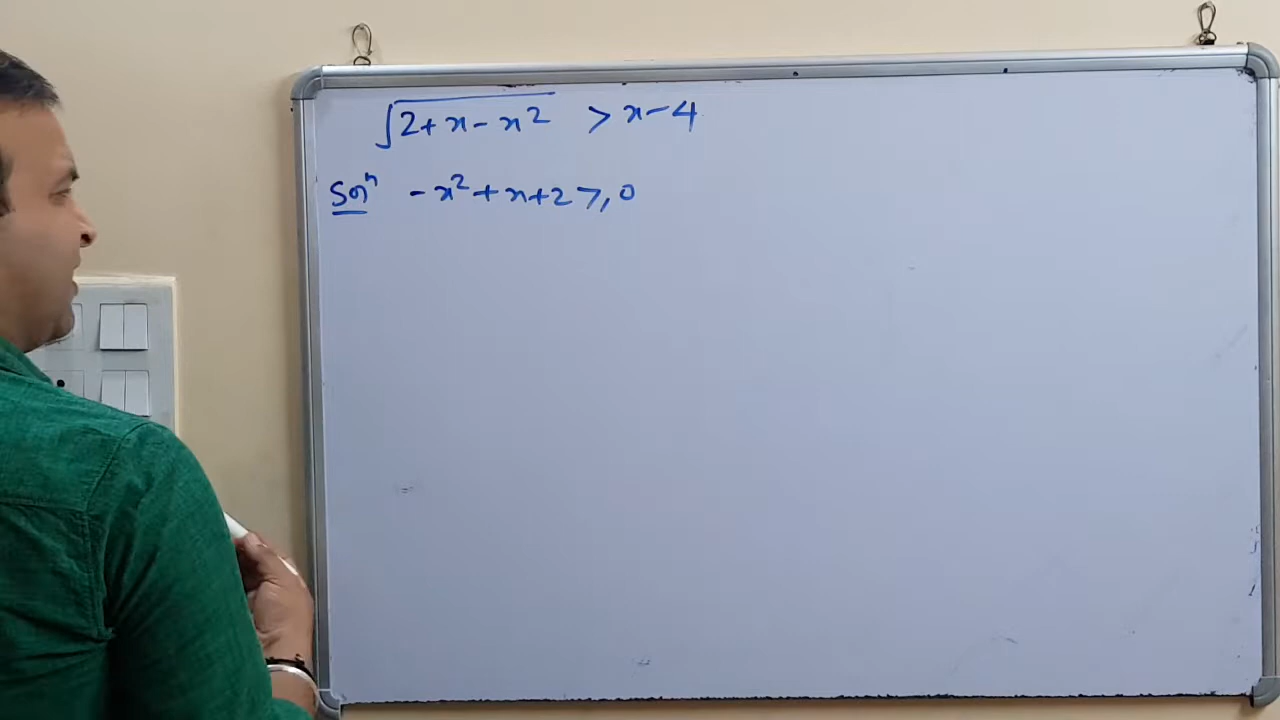 √(2+x-x²) > x-4
Solⁿ -x²+x+2 ≥ 0